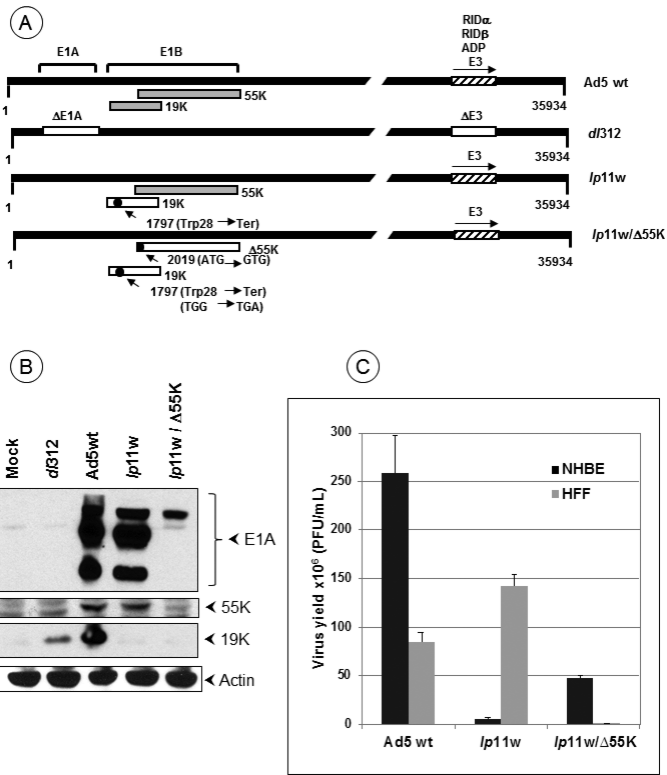 A
RIDα
RIDβ
ADP
E1A E1B E3
Ad5 wt
1 55K 35934
19K
ΔE1A ΔE3
dl312
1 35934
E3
lp11w
1 55K 35934
19K
1797 (Trp28 → Ter)
E3
lp11w/Δ55K
1 Δ55K 35934
2019 (ATG → GTG)
19K
1797 (Trp28 → Ter)
(TGG → TGA)
B
Mock dl312 Ad5wt lp11w lp11w / Δ55K
E1A
55K
19K
Actin
C
Virus yield x10⁶ (PFU/mL)
300
250
200
150
100
50
0
NHBE
HFF
Ad5 wt lp11w lp11w/Δ55K